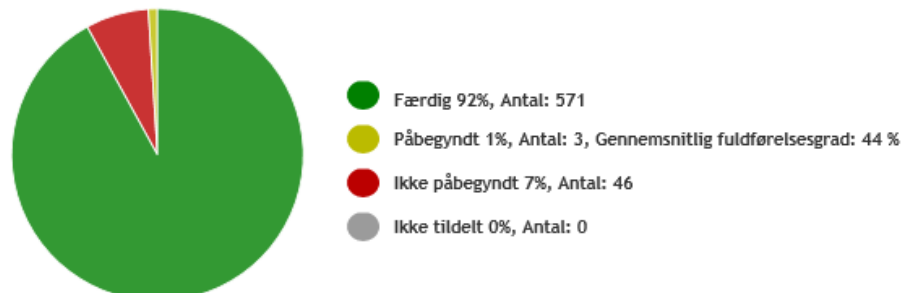 Færdig 92%, Antal: 571
Påbegyndt 1%, Antal: 3, Gennemsnitlig fuldførelsesgrad: 44 %
Ikke påbegyndt 7%, Antal: 46
Ikke tildelt 0%, Antal: 0